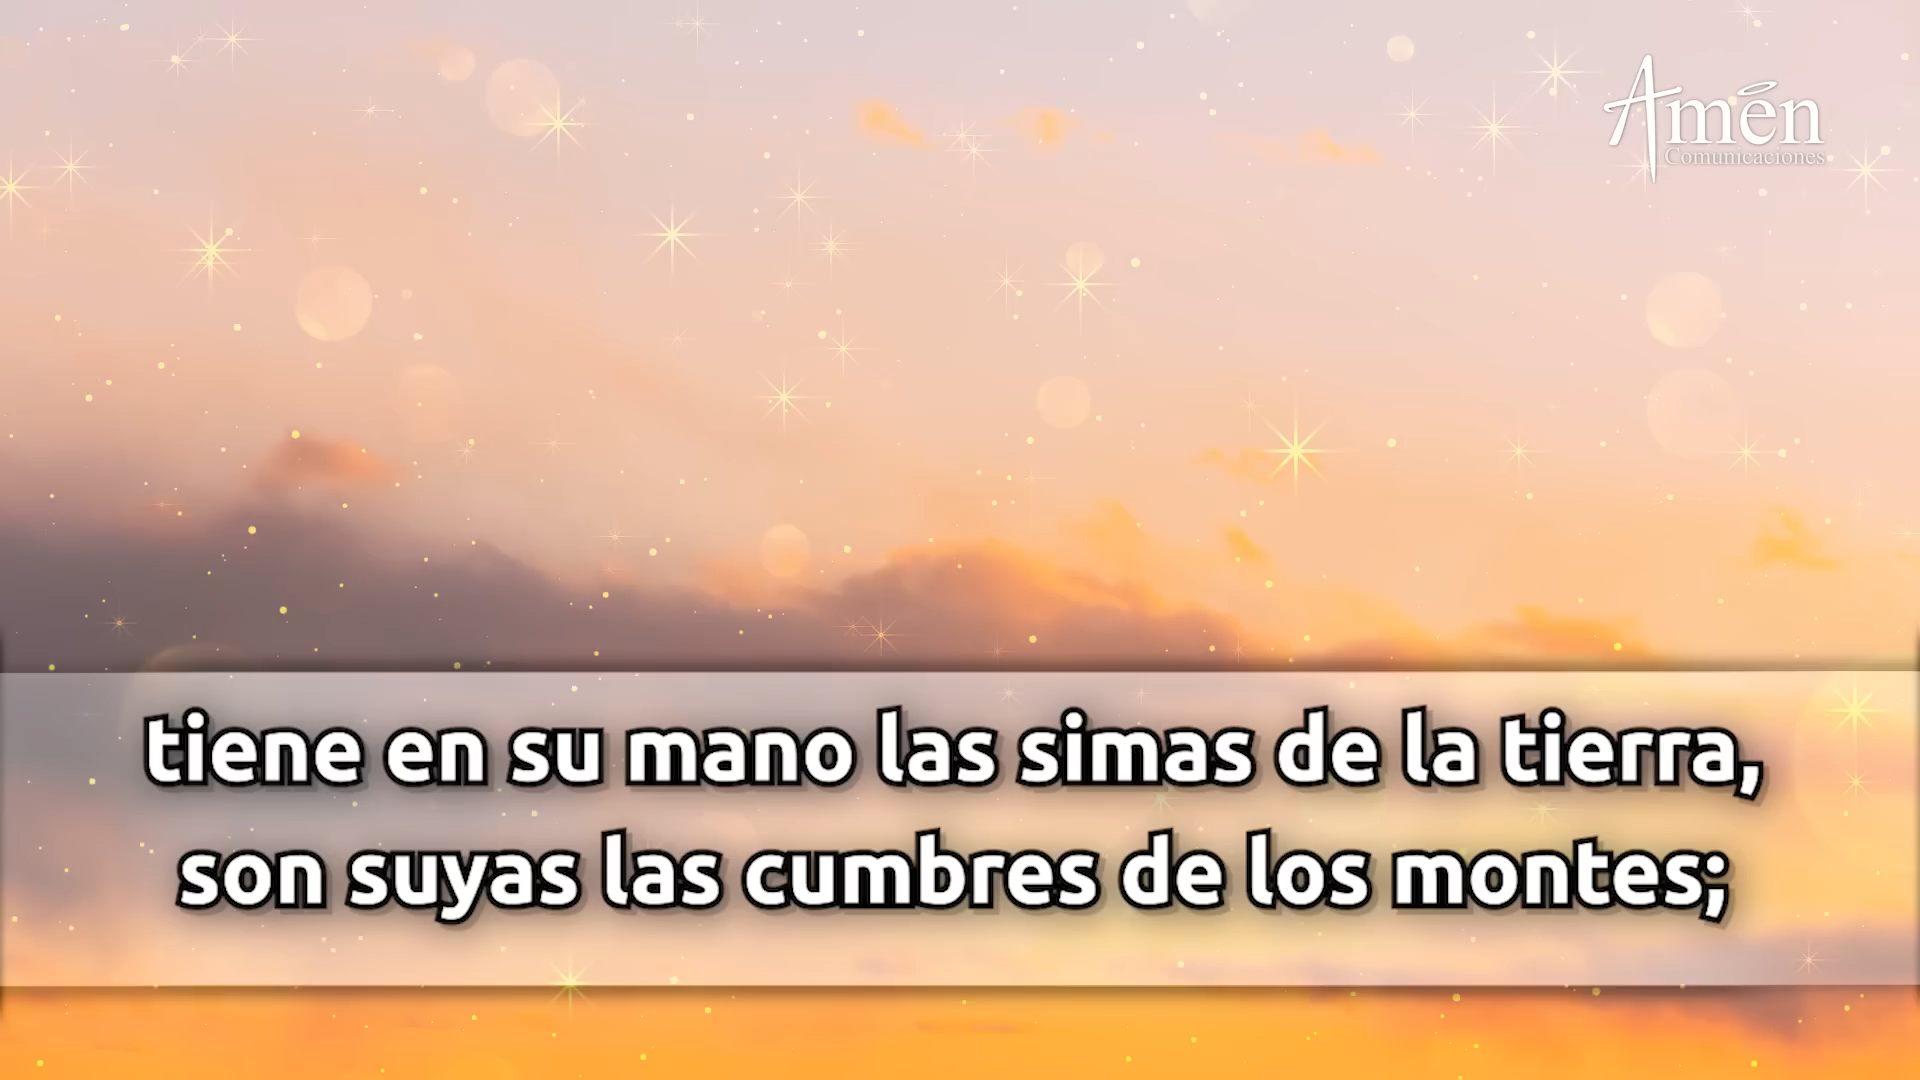 Amén
Comunicaciones
tiene en su mano las simas de la tierra,
son suyas las cumbres de los montes;